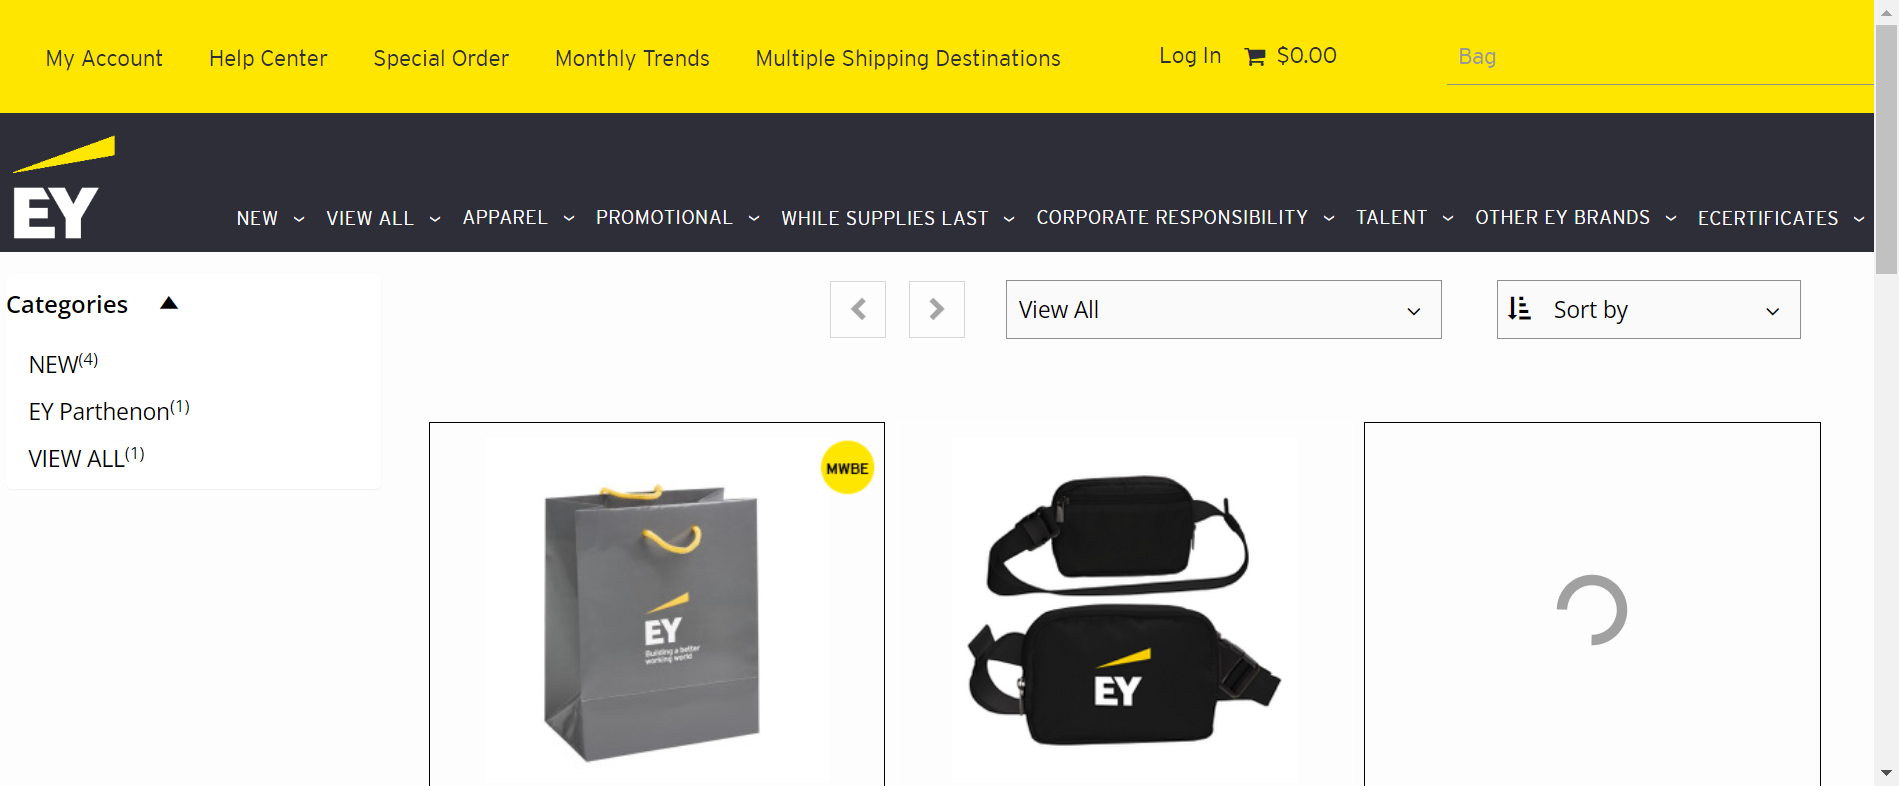 My Account
Help Center
Special Order
Monthly Trends
Multiple Shipping Destinations
Log In
$0.00
Bag
EY
NEW
VIEW ALL
APPAREL
PROMOTIONAL
WHILE SUPPLIES LAST
CORPORATE RESPONSIBILITY
TALENT
OTHER EY BRANDS
ECERTIFICATES
Categories
View All
Sort by
NEW(4)
EY Parthenon(1)
VIEW ALL(1)
MWBE
EY
Building a better
working world
EY